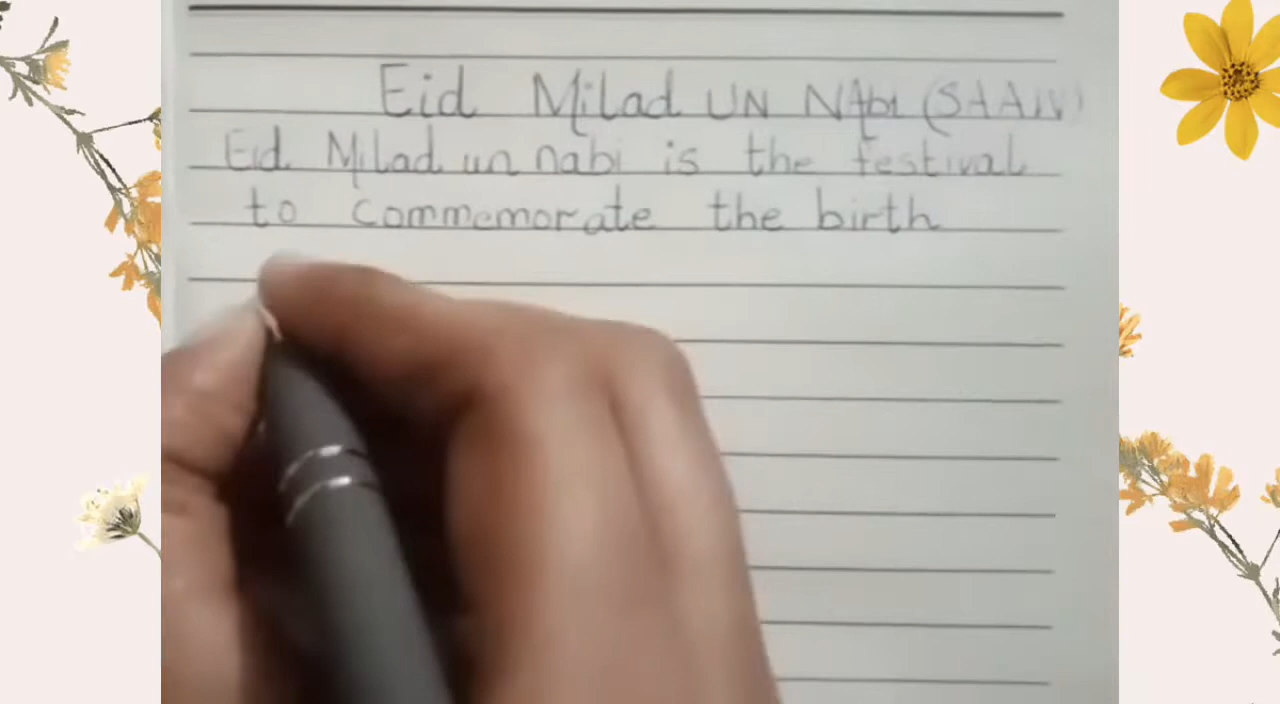 Eid Milad UN NAbi (SAAW)
Eid Milad un nabi is the festival
to commemorate the birth